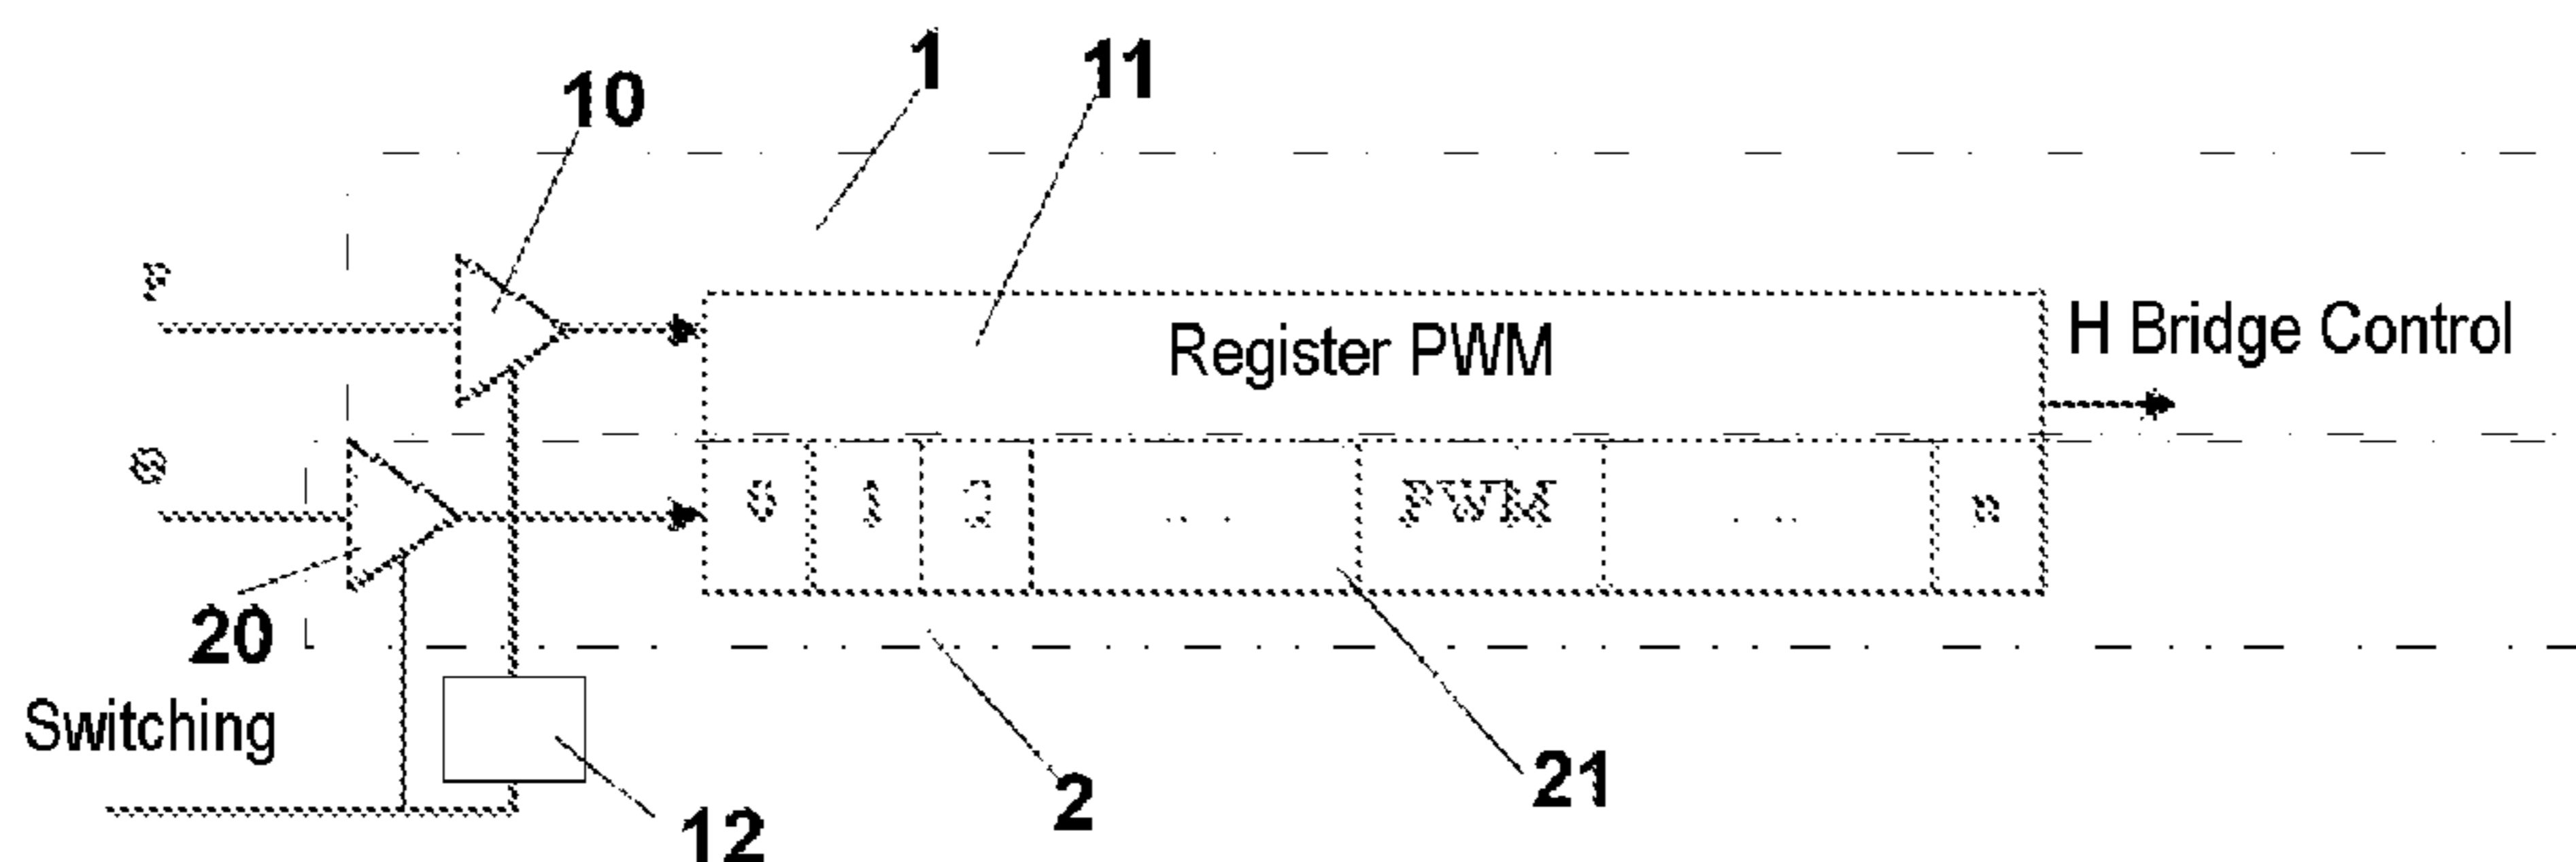 1
11
10
Register PWM
H Bridge Control
0 1 2 ... PWM ... n
20
Switching
21
2
12